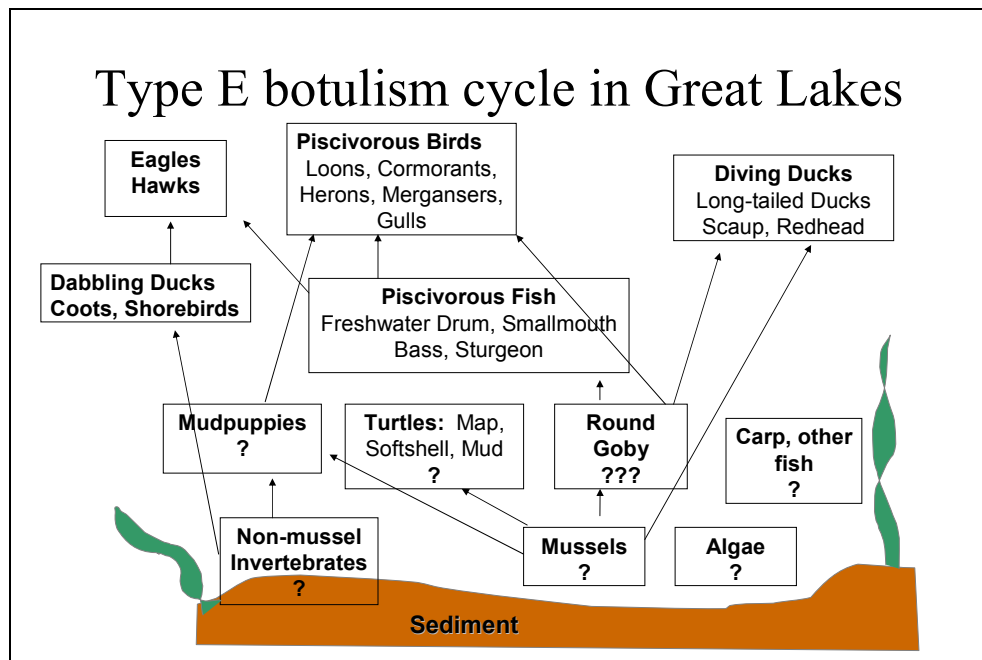 Type E botulism cycle in Great Lakes
Eagles
Hawks
Piscivorous Birds
Loons, Cormorants,
Herons, Mergansers,
Gulls
Diving Ducks
Long-tailed Ducks
Scaup, Redhead
Dabbling Ducks
Coots, Shorebirds
Piscivorous Fish
Freshwater Drum, Smallmouth
Bass, Sturgeon
Mudpuppies
?
Turtles: Map,
Softshell, Mud
?
Round
Goby
???
Carp, other
fish
?
Non-mussel
Invertebrates
?
Mussels
?
Algae
?
Sediment